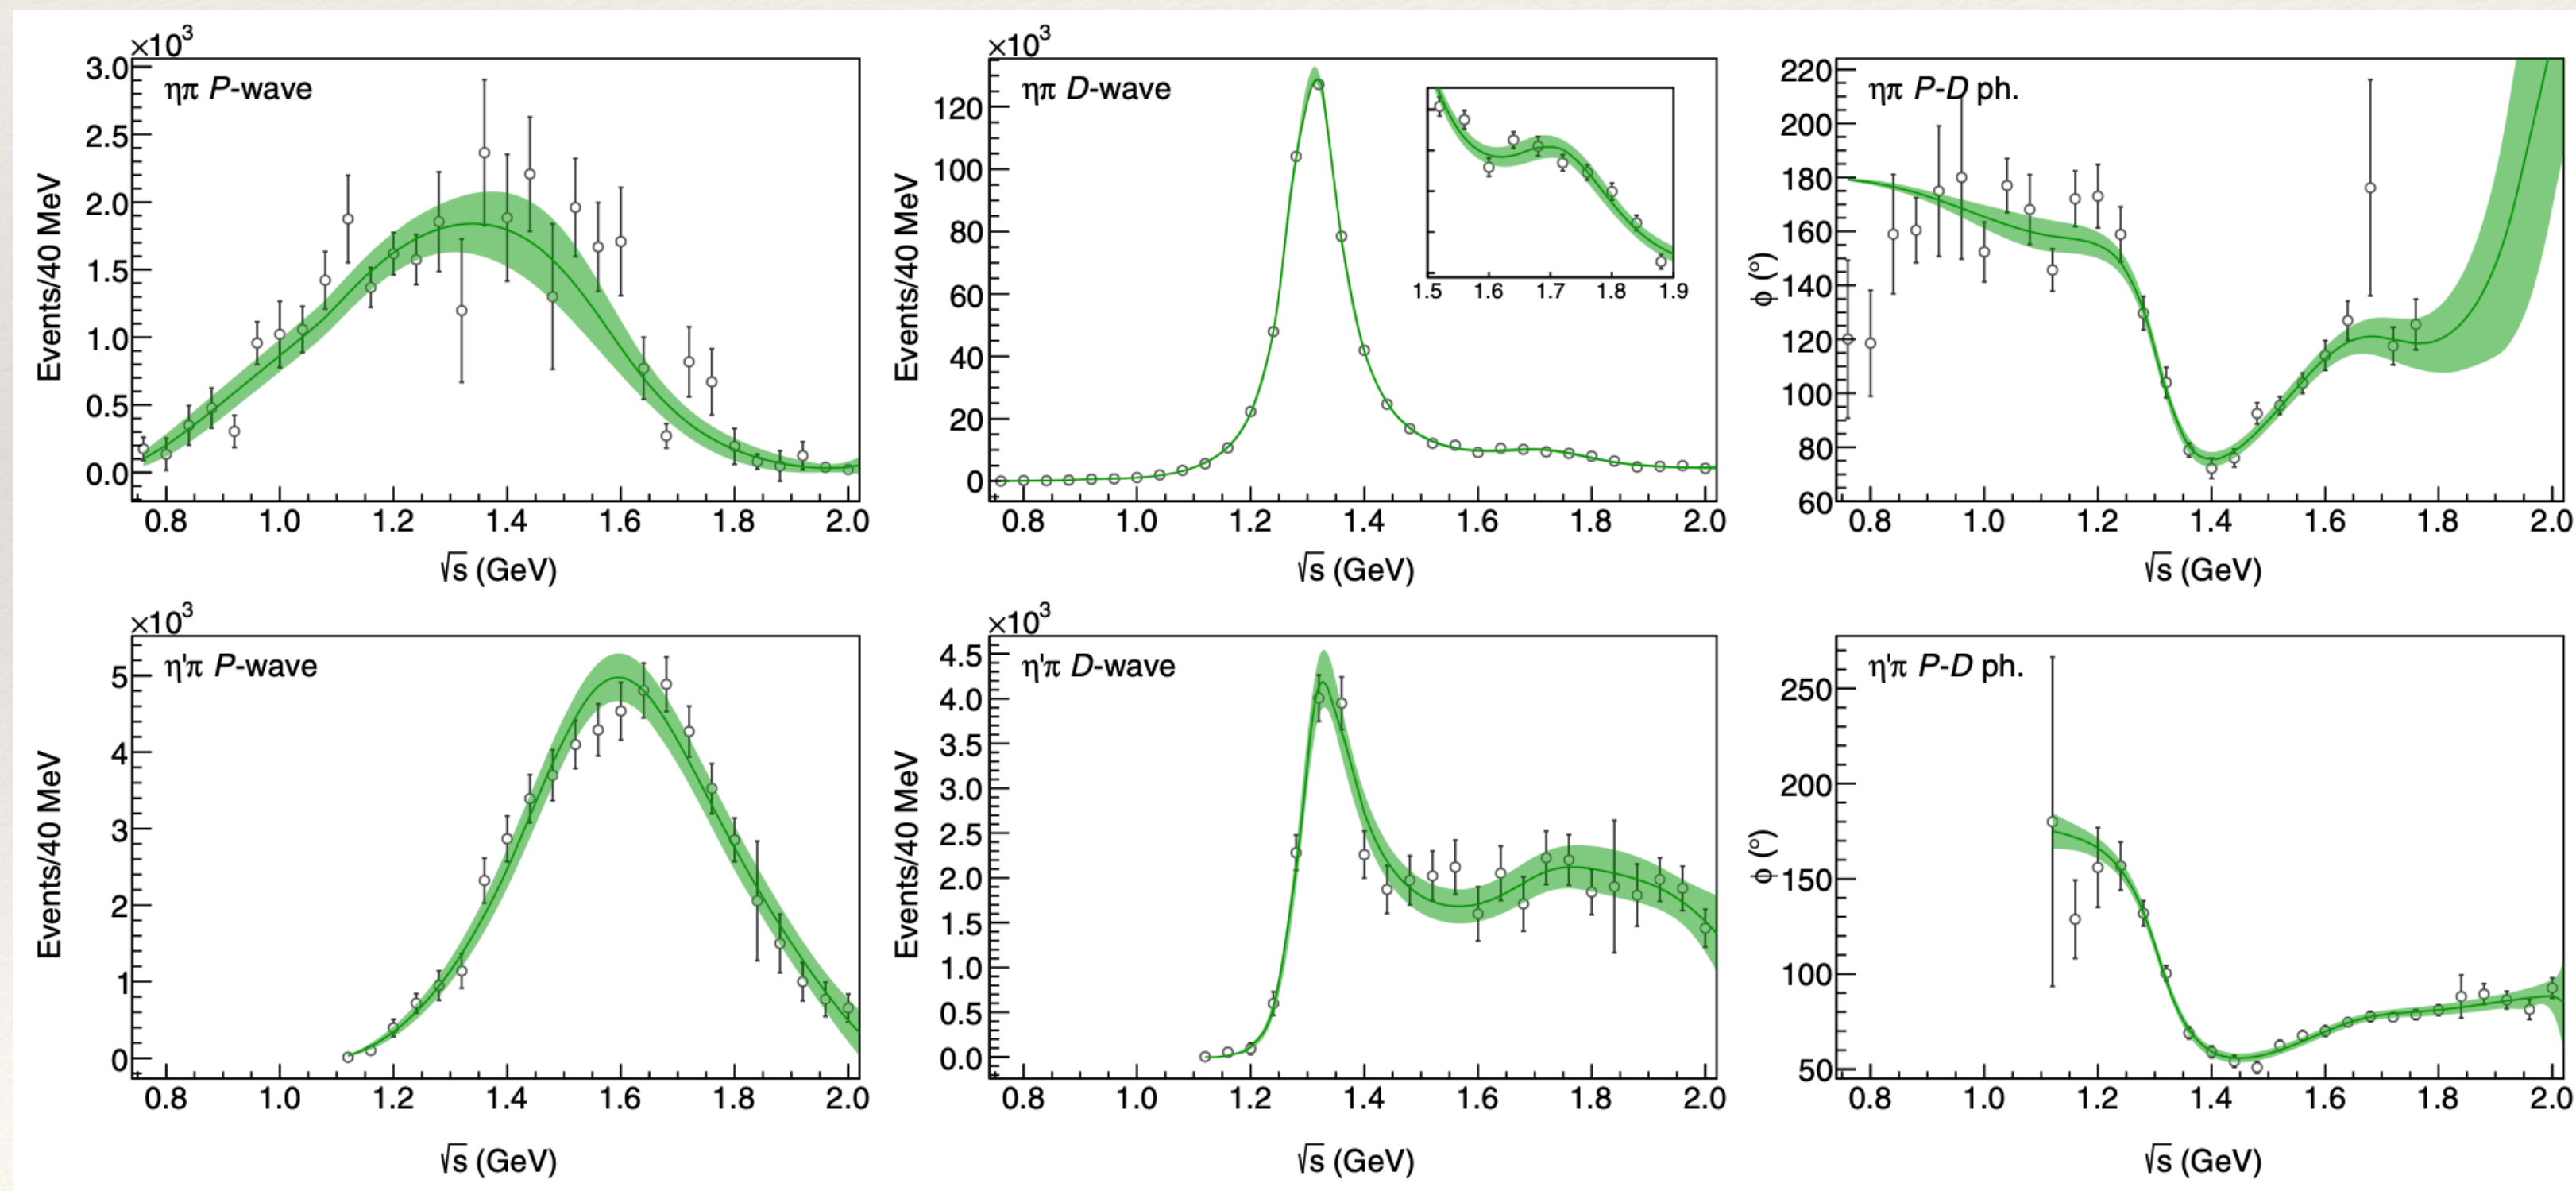 ×10³
3.0
2.5
2.0
1.5
1.0
0.5
0.0
Events/40 MeV
ηπ P-wave
0.8 1.0 1.2 1.4 1.6 1.8 2.0
√s (GeV)
×10³
120
100
80
60
40
20
0
Events/40 MeV
ηπ D-wave
1.5 1.6 1.7 1.8 1.9
0.8 1.0 1.2 1.4 1.6 1.8 2.0
√s (GeV)
220
200
180
160
140
120
100
80
60
ϕ (°)
ηπ P-D ph.
0.8 1.0 1.2 1.4 1.6 1.8 2.0
√s (GeV)
×10³
5
4
3
2
1
0
Events/40 MeV
η'π P-wave
0.8 1.0 1.2 1.4 1.6 1.8 2.0
√s (GeV)
×10³
4.5
4.0
3.5
3.0
2.5
2.0
1.5
1.0
0.5
0.0
Events/40 MeV
η'π D-wave
0.8 1.0 1.2 1.4 1.6 1.8 2.0
√s (GeV)
250
200
150
100
50
ϕ (°)
η'π P-D ph.
0.8 1.0 1.2 1.4 1.6 1.8 2.0
√s (GeV)